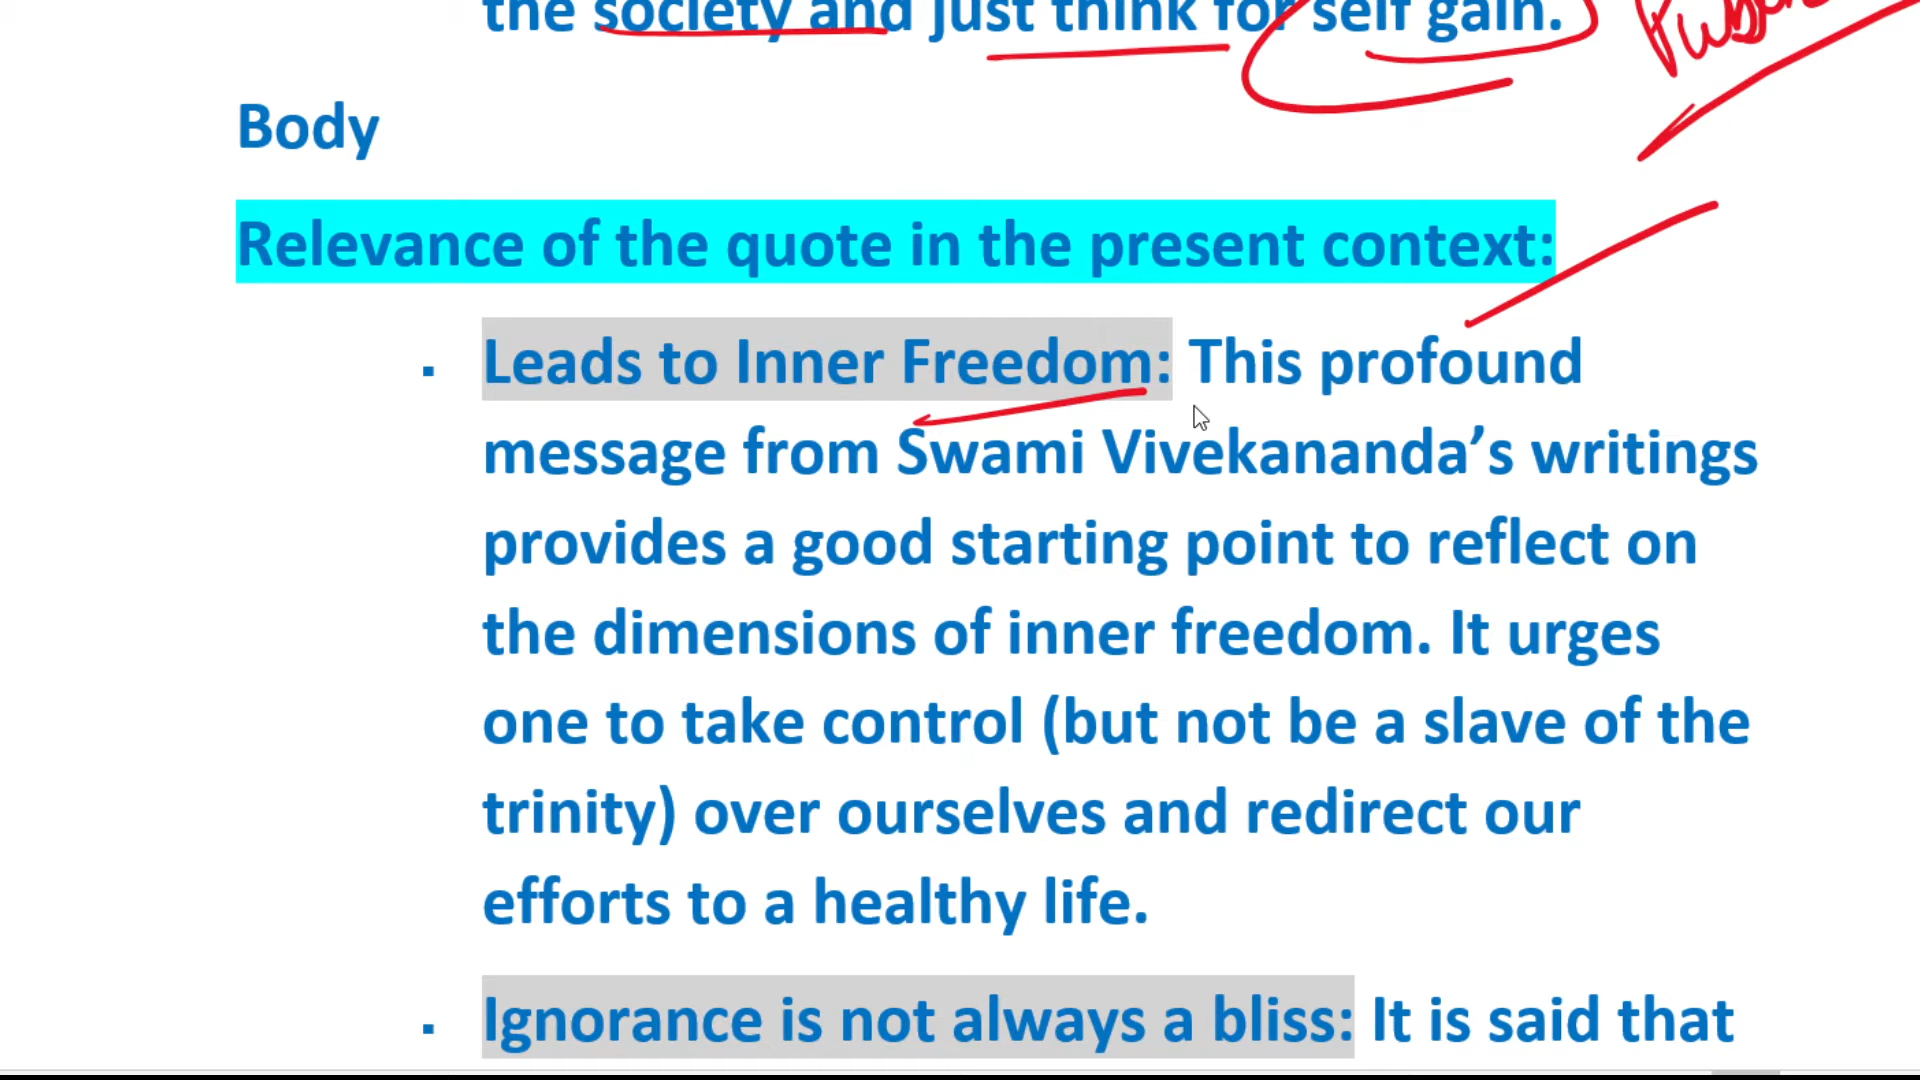 the society and just think for self gain.
Body
Relevance of the quote in the present context:
▪ Leads to Inner Freedom: This profound
message from Swami Vivekananda’s writings
provides a good starting point to reflect on
the dimensions of inner freedom. It urges
one to take control (but not be a slave of the
trinity) over ourselves and redirect our
efforts to a healthy life.
▪ Ignorance is not always a bliss: It is said that